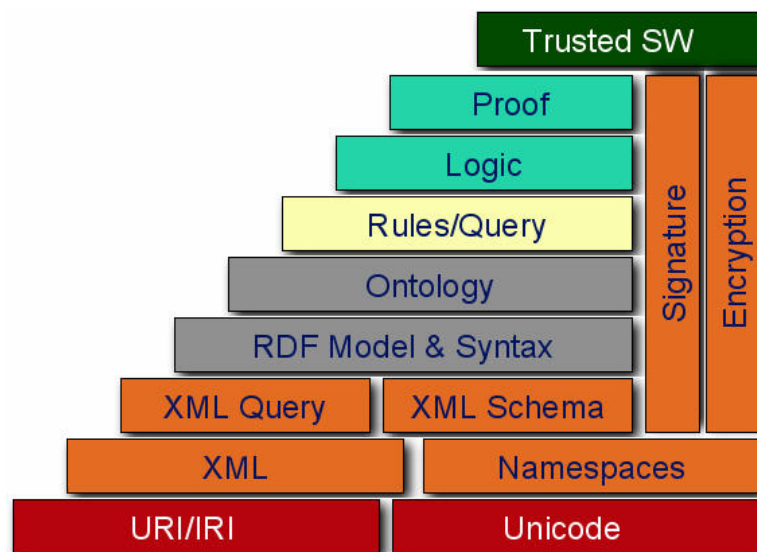 Trusted SW
Proof
Logic
Rules/Query
Ontology
RDF Model & Syntax
XML Query
XML Schema
Signature
Encryption
XML
Namespaces
URI/IRI
Unicode